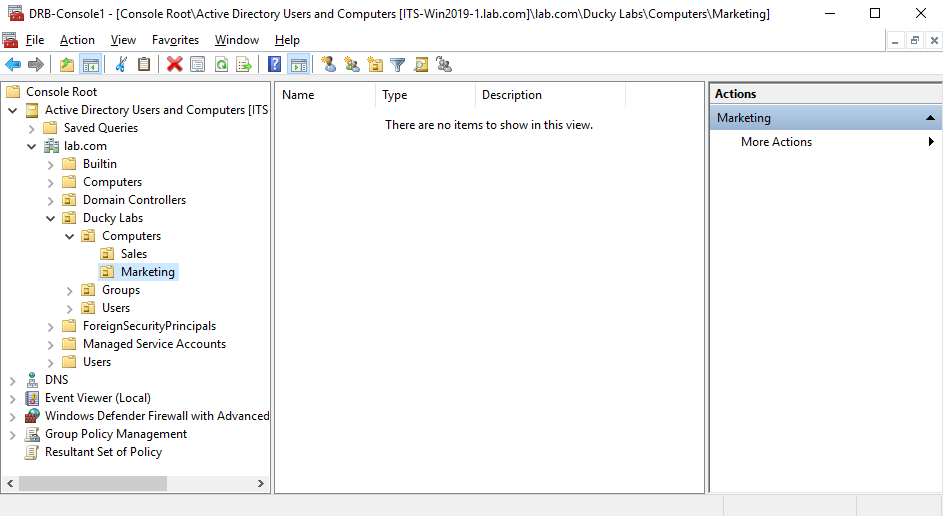 DRB-Console1 - [Console Root\Active Directory Users and Computers [ITS-Win2019-1.lab.com]\lab.com\Ducky Labs\Computers\Marketing]
File Action View Favorites Window Help
Console Root
Active Directory Users and Computers [ITS
Saved Queries
lab.com
Builtin
Computers
Domain Controllers
Ducky Labs
Computers
Sales
Marketing
Groups
Users
ForeignSecurityPrincipals
Managed Service Accounts
Users
DNS
Event Viewer (Local)
Windows Defender Firewall with Advanced
Group Policy Management
Resultant Set of Policy
Name Type Description
There are no items to show in this view.
Actions
Marketing
More Actions